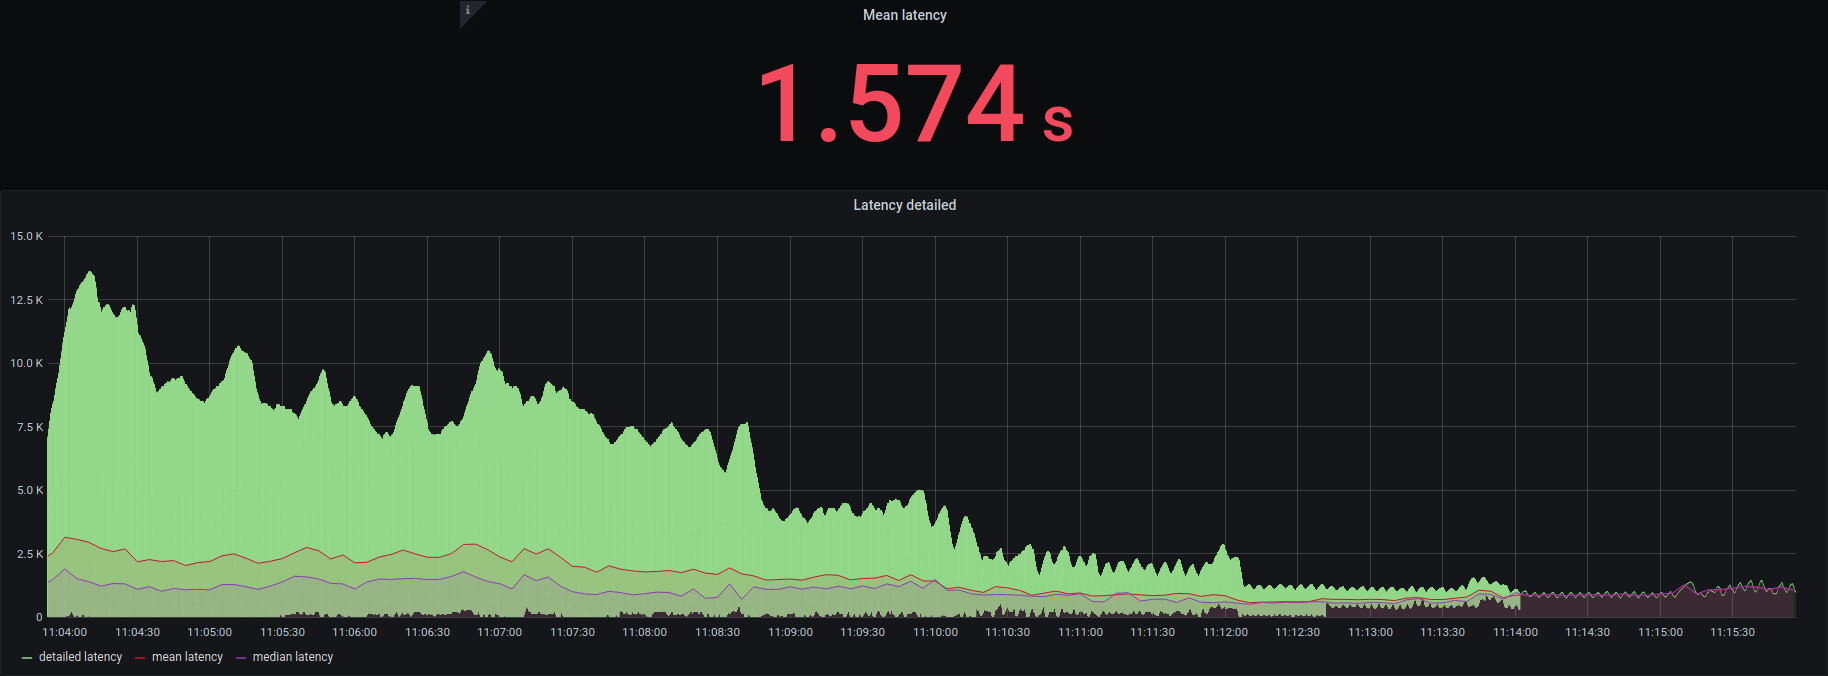 i
Mean latency
1.574 s
Latency detailed
15.0 K
12.5 K
10.0 K
7.5 K
5.0 K
2.5 K
0
11:04:00 11:04:30 11:05:00 11:05:30 11:06:00 11:06:30 11:07:00 11:07:30 11:08:00 11:08:30 11:09:00 11:09:30 11:10:00 11:10:30 11:11:00 11:11:30 11:12:00 11:12:30 11:13:00 11:13:30 11:14:00 11:14:30 11:15:00 11:15:30
detailed latency mean latency median latency